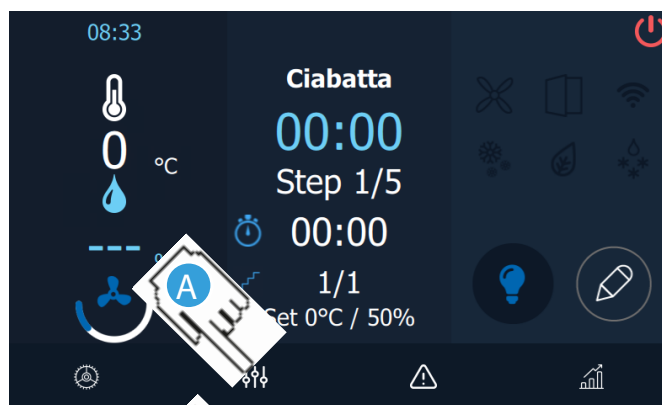 08:33
0 °C
---
A
Ciabatta
00:00
Step 1/5
00:00
1/1
Set 0°C / 50%